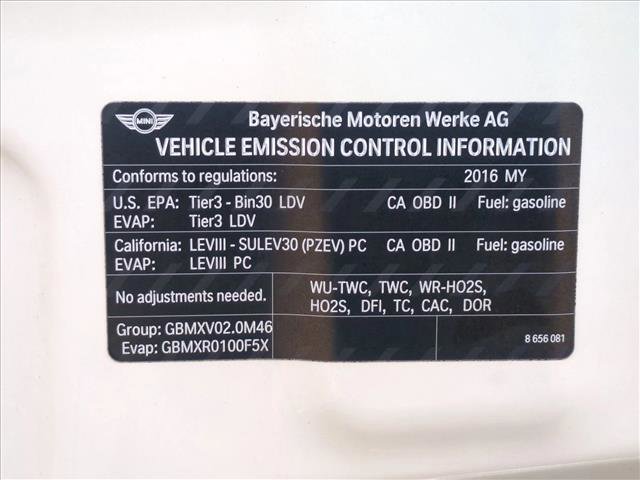 MINI
Bayerische Motoren Werke AG
VEHICLE EMISSION CONTROL INFORMATION
Conforms to regulations: 2016 MY
U.S. EPA: Tier3 - Bin30 LDV CA OBD II Fuel: gasoline
EVAP: Tier3 LDV
California: LEVIII - SULEV30 (PZEV) PC CA OBD II Fuel: gasoline
EVAP: LEVIII PC
No adjustments needed.
WU-TWC, TWC, WR-HO2S,
HO2S, DFI, TC, CAC, DOR
Group: GBMXV02.0M46
Evap: GBMXR0100F5X
8 656 081